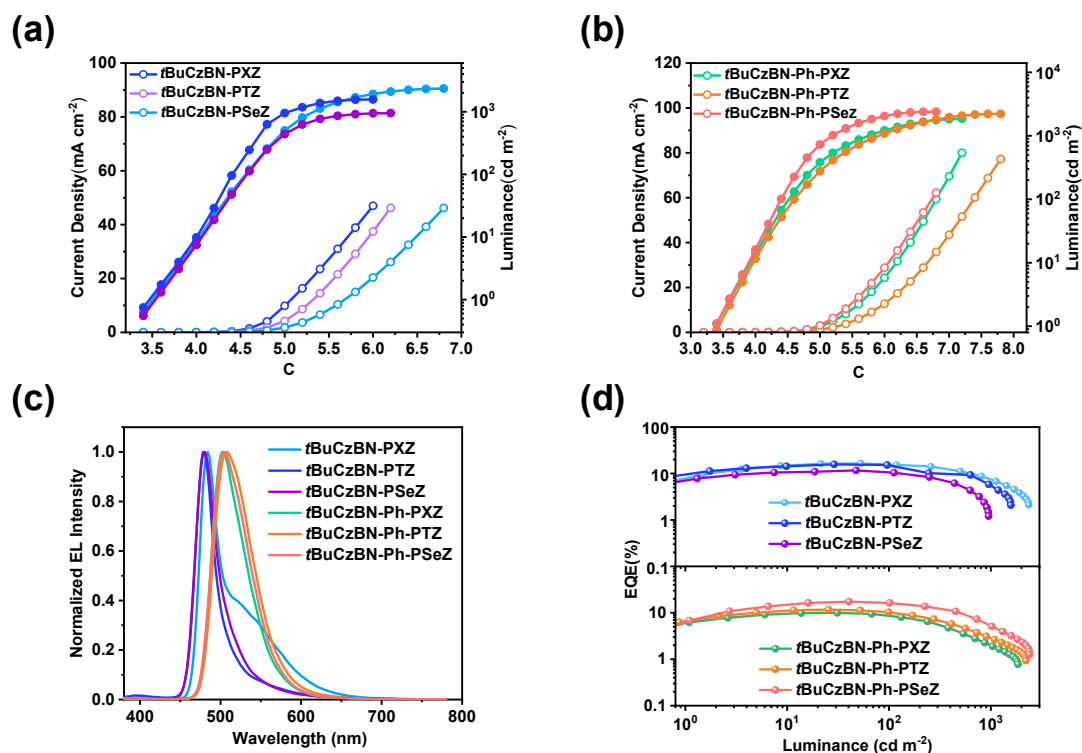 (a)
100
80
60
40
20
0
Current Density(mA cm-2)
tBuCzBN-PXZ
tBuCzBN-PTZ
tBuCzBN-PSeZ
10³
10²
10¹
10⁰
Luminance(cd m-2)
3.5 4.0 4.5 5.0 5.5 6.0 6.5 7.0
C
(b)
120
100
80
60
40
20
0
Current Density(mA cm-2)
tBuCzBN-Ph-PXZ
tBuCzBN-Ph-PTZ
tBuCzBN-Ph-PSeZ
10⁴
10³
10²
10¹
10⁰
Luminance(cd m-2)
3.0 3.5 4.0 4.5 5.0 5.5 6.0 6.5 7.0 7.5 8.0
C
(c)
1.0
0.8
0.6
0.4
0.2
0.0
Normalized EL Intensity
tBuCzBN-PXZ
tBuCzBN-PTZ
tBuCzBN-PSeZ
tBuCzBN-Ph-PXZ
tBuCzBN-Ph-PTZ
tBuCzBN-Ph-PSeZ
400 500 600 700 800
Wavelength (nm)
(d)
100
10
1
0.1
10
1
0.1
EQE(%)
tBuCzBN-PXZ
tBuCzBN-PTZ
tBuCzBN-PSeZ
tBuCzBN-Ph-PXZ
tBuCzBN-Ph-PTZ
tBuCzBN-Ph-PSeZ
10⁰ 10¹ 10² 10³
Luminance (cd m-2)